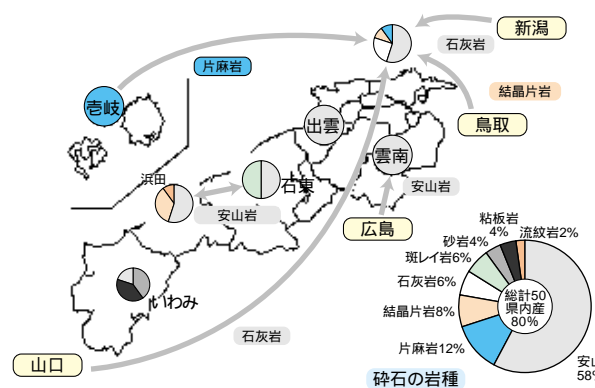 新潟
石灰岩
片麻岩
壱岐
結晶片岩
鳥取
出雲
雲南
浜田
石東
安山岩
安山岩
広島
いわみ
石灰岩
山口
粘板岩
4%
流紋岩2%
砂岩4%
斑レイ岩6%
石灰岩6%
結晶片岩8%
片麻岩12%
総計50
県内産
80%
安山
58%
砕石の岩種